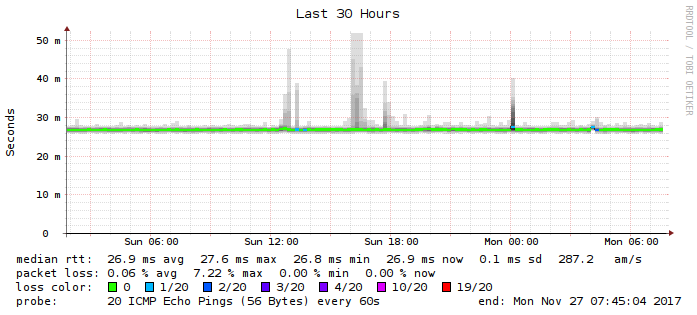 Last 30 Hours
RRDTOOL / TOBI OETIKER
Seconds
50 m
40 m
30 m
20 m
10 m
0
Sun 06:00 Sun 12:00 Sun 18:00 Mon 00:00 Mon 06:00
median rtt: 26.9 ms avg 27.6 ms max 26.8 ms min 26.9 ms now 0.1 ms sd 287.2 am/s
packet loss: 0.06 % avg 7.22 % max 0.00 % min 0.00 % now
loss color: 0 1/20 2/20 3/20 4/20 10/20 19/20
probe: 20 ICMP Echo Pings (56 Bytes) every 60s end: Mon Nov 27 07:45:04 2017